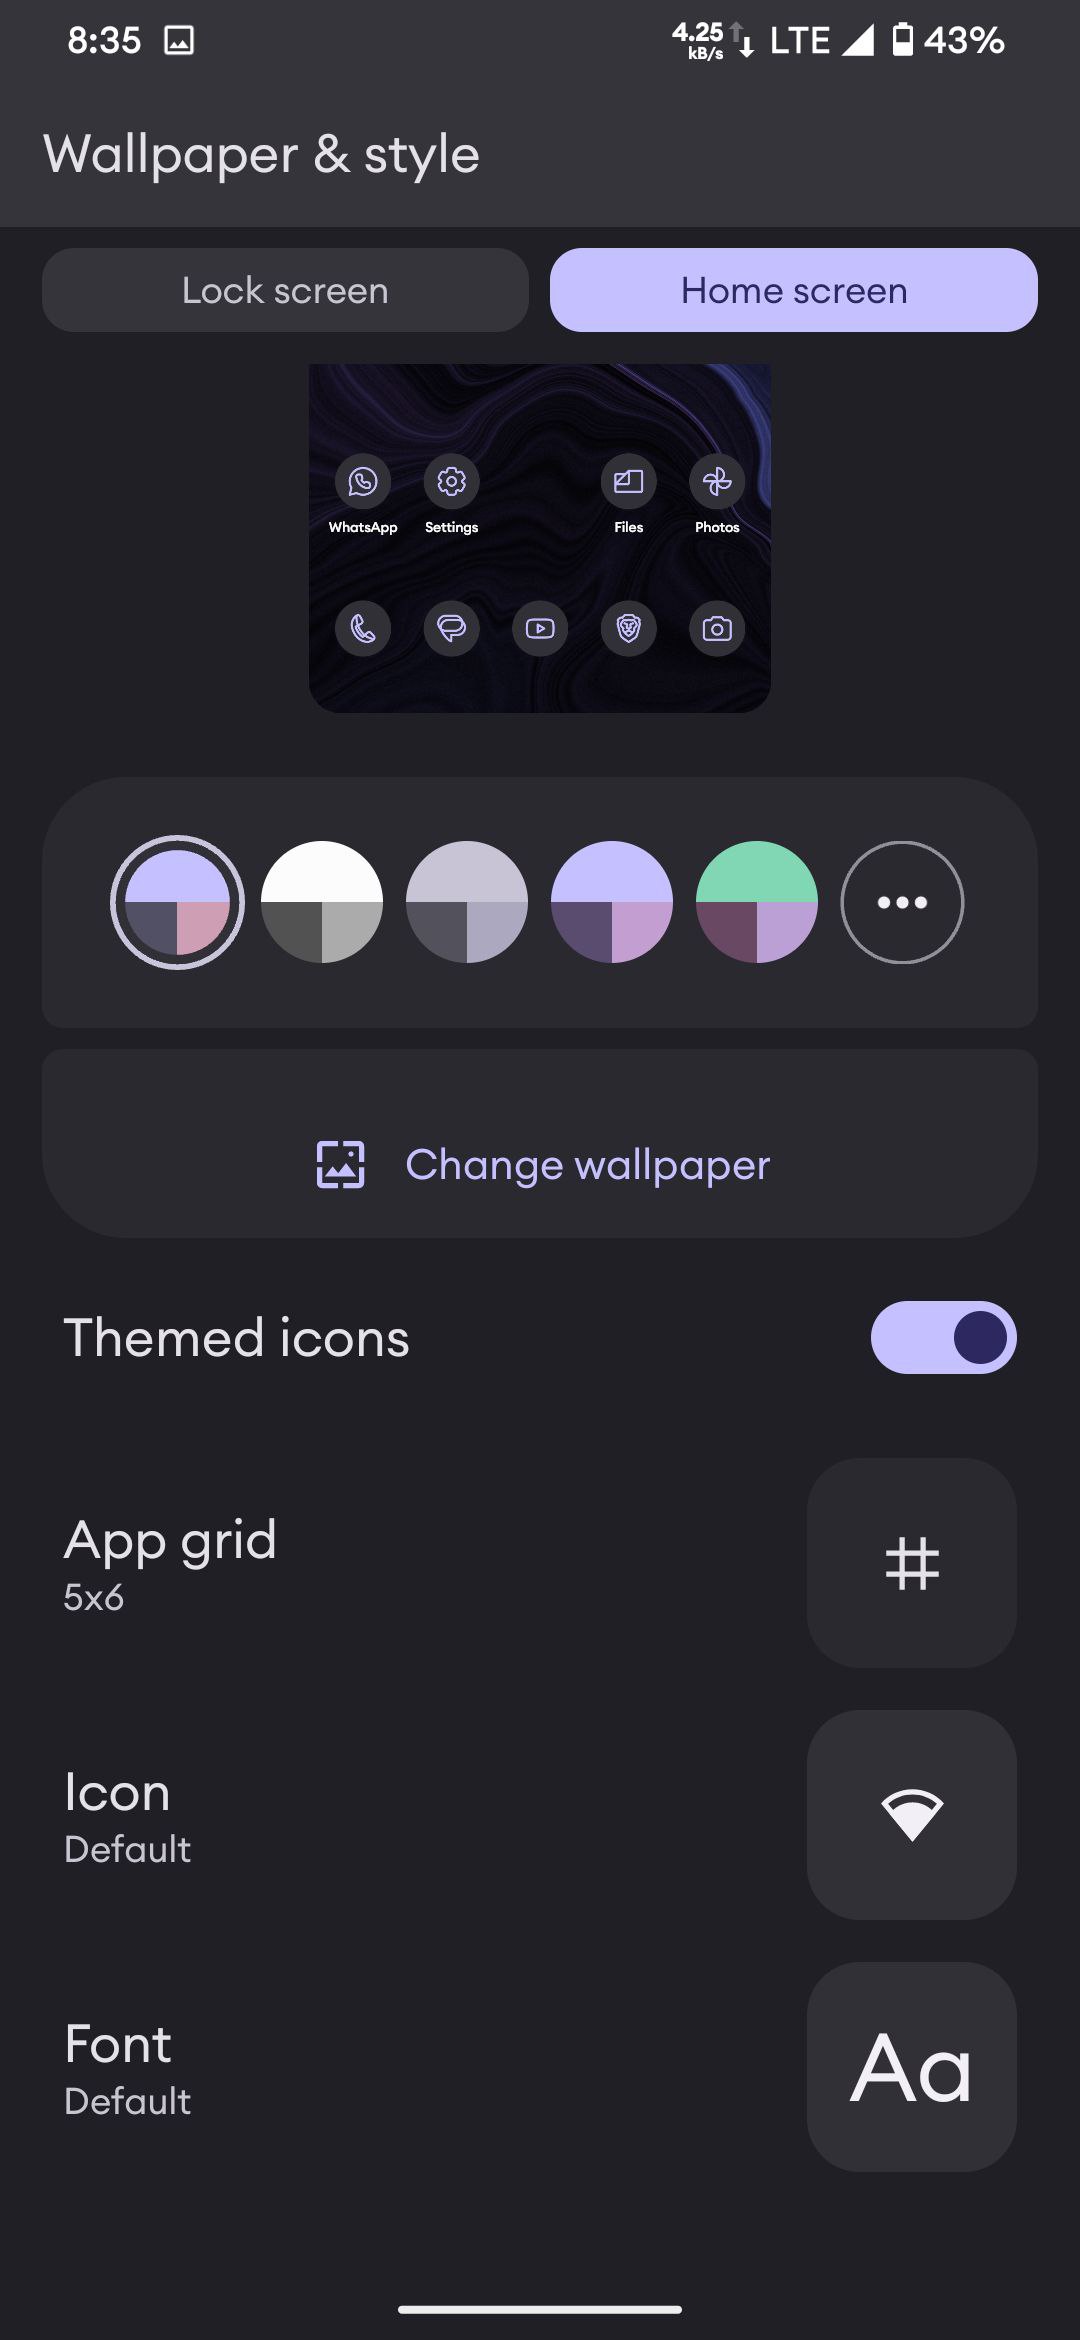 8:35
4.25
kB/s
LTE
43%
Wallpaper & style
Lock screen
Home screen
WhatsApp
Settings
Files
Photos
Change wallpaper
Themed icons
App grid
5x6
Icon
Default
Font
Default
Aa